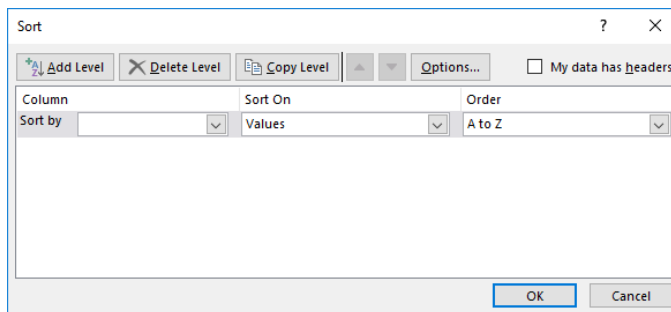 Sort ?
Add Level Delete Level Copy Level Options... My data has headers
Column Sort On Order
Sort by Values A to Z
OK Cancel